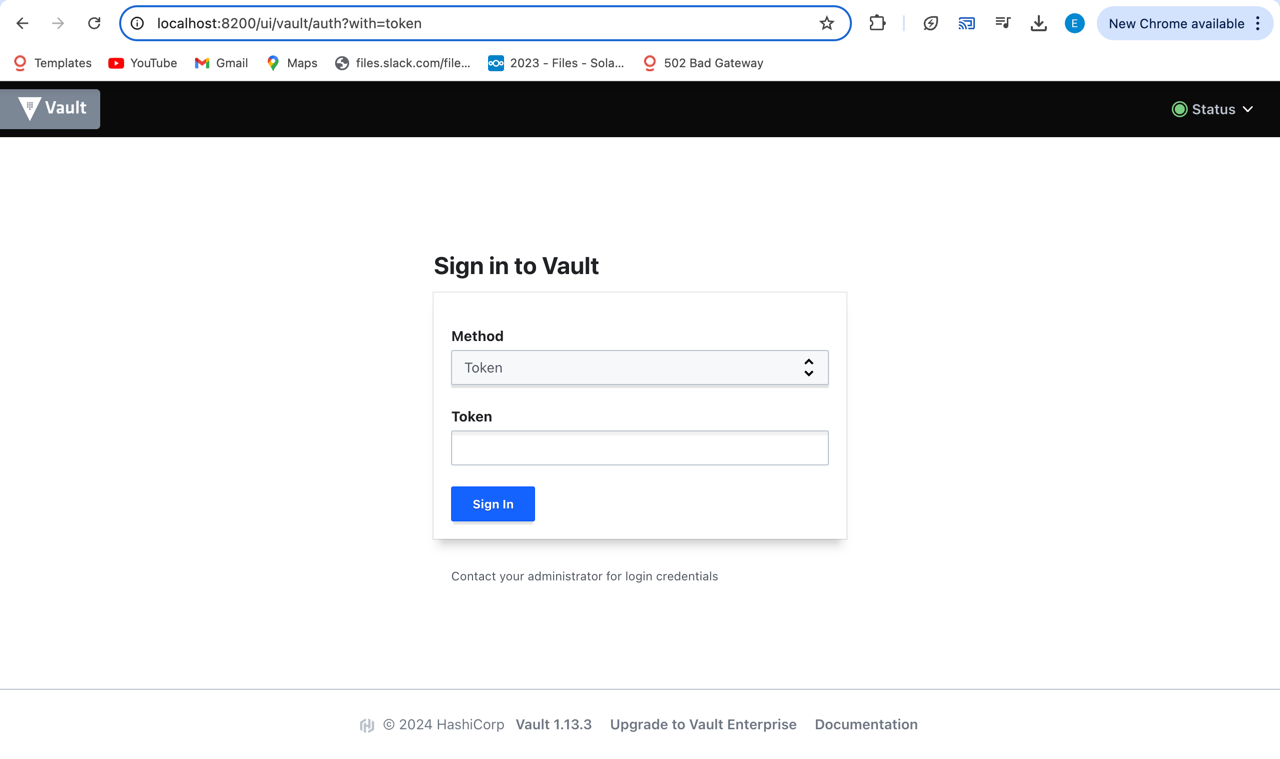 localhost:8200/ui/vault/auth?with=token
E
New Chrome available
Templates
YouTube
Gmail
Maps
files.slack.com/file...
2023 - Files - Sola...
502 Bad Gateway
Vault
Status
Sign in to Vault
Method
Token
Token
Sign In
Contact your administrator for login credentials
© 2024 HashiCorp Vault 1.13.3 Upgrade to Vault Enterprise Documentation